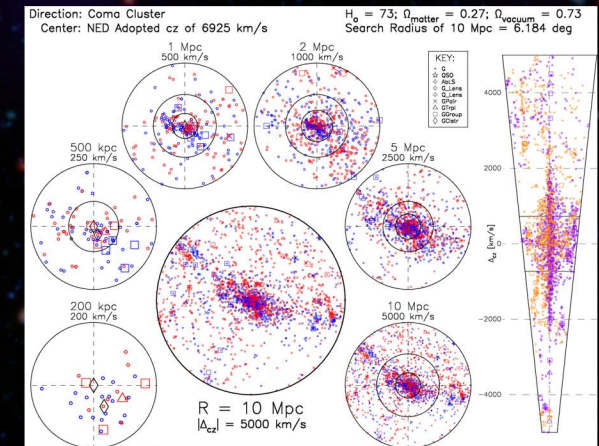 Direction: Coma Cluster
Center: NED Adopted cz of 6925 km/s
H₀ = 73; Ω_matter = 0.27; Ω_vacuum = 0.73
Search Radius of 10 Mpc = 6.184 deg
1 Mpc
500 km/s
2 Mpc
1000 km/s
KEY:
G
QSO
AbLS
G_Lens
Q_Lens
GPair
GTrpl
GGroup
GClstr
500 kpc
250 km/s
5 Mpc
2500 km/s
200 kpc
200 km/s
10 Mpc
5000 km/s
R = 10 Mpc
|Δcz| = 5000 km/s
4000
2000
0
−2000
−4000
Δcz [km/s]